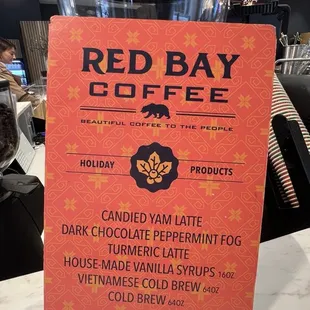 RED BAY
COFFEE
BEAUTIFUL COFFEE TO THE PEOPLE
HOLIDAY PRODUCTS
CANDIED YAM LATTE
DARK CHOCOLATE PEPPERMINT FOG
TURMERIC LATTE
HOUSE-MADE VANILLA SYRUPS 16OZ
VIETNAMESE COLD BREW 64OZ
COLD BREW 64OZ